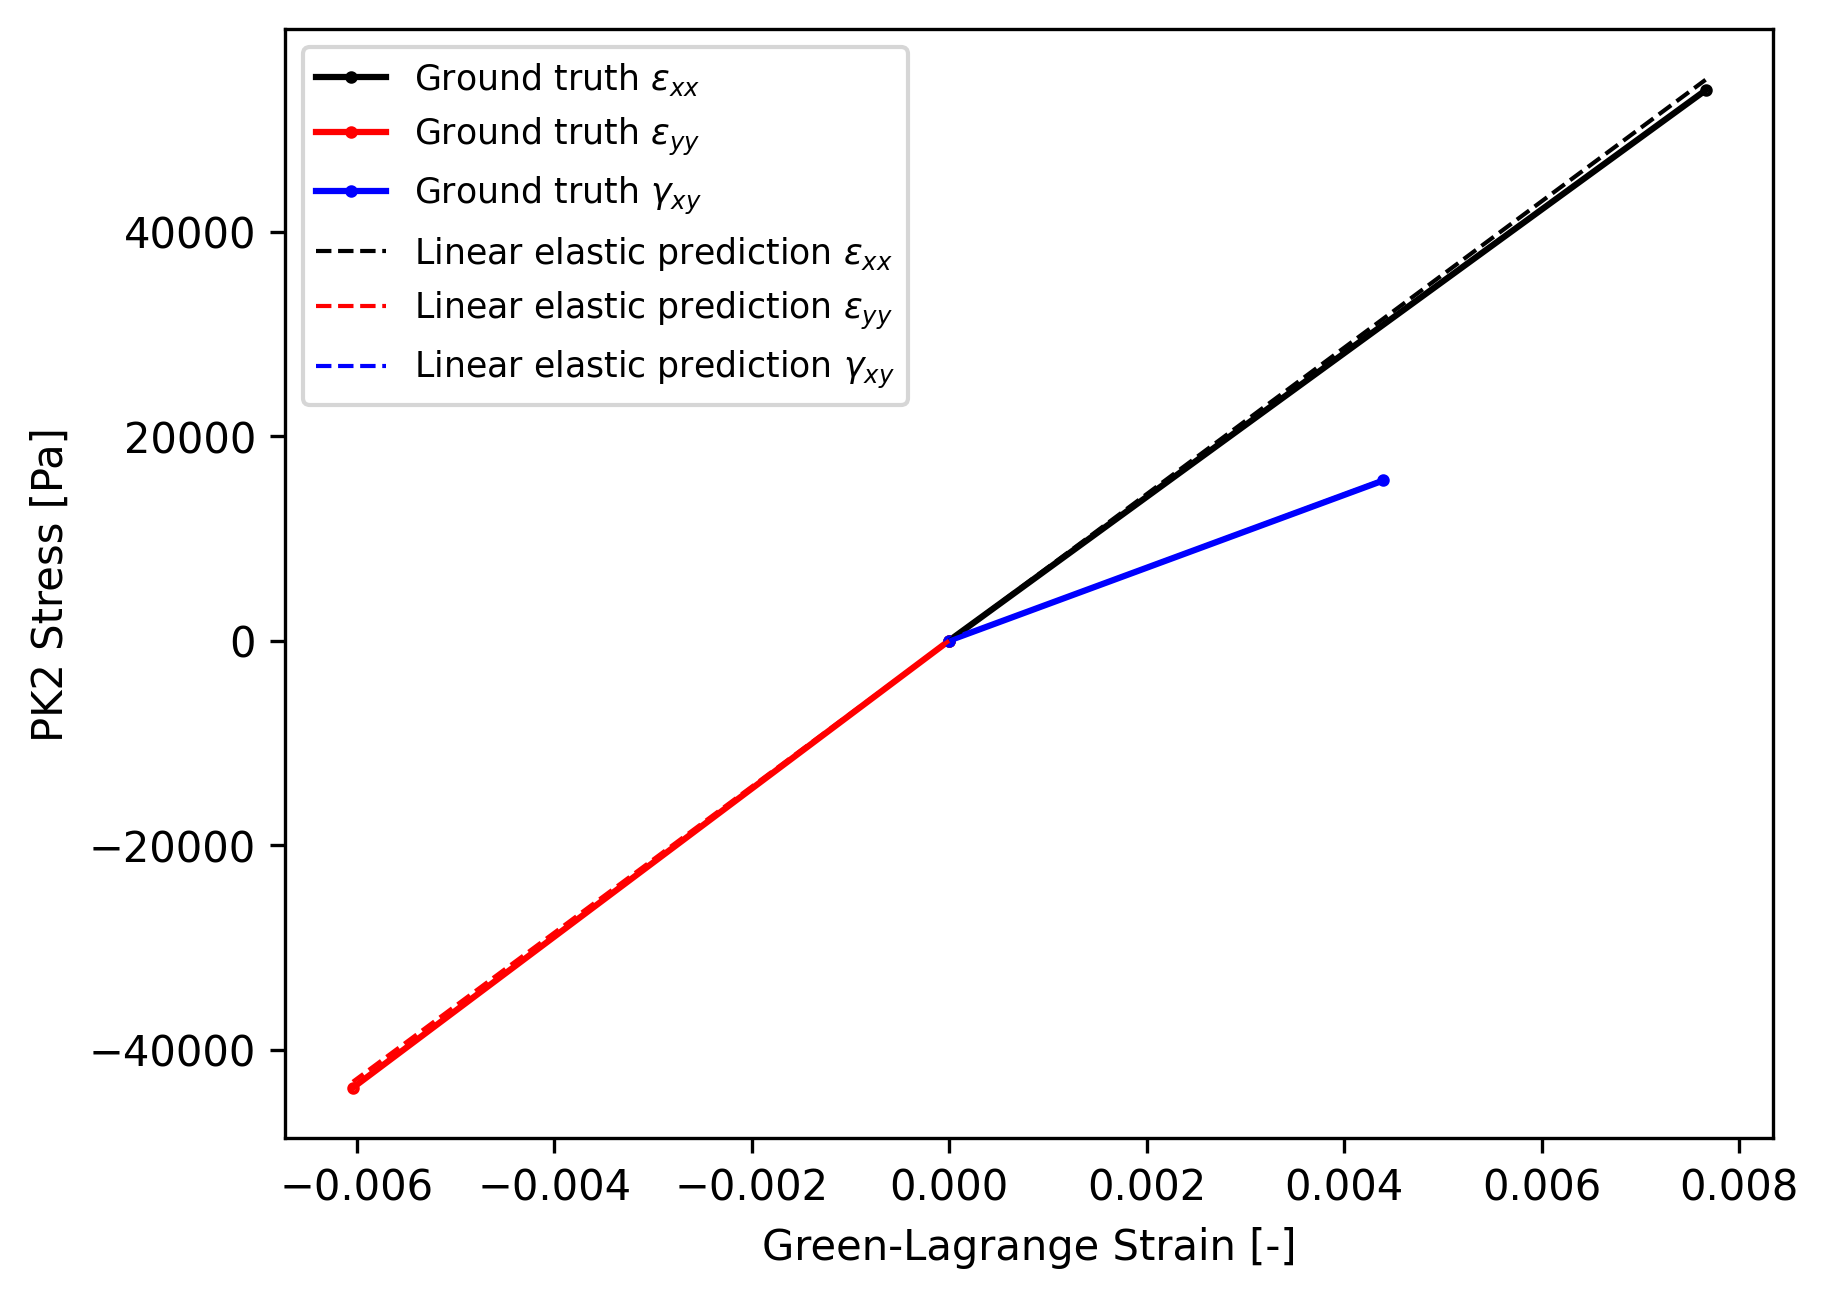 Ground truth εxx
Ground truth εyy
Ground truth γxy
Linear elastic prediction εxx
Linear elastic prediction εyy
Linear elastic prediction γxy
40000
20000
0
−20000
−40000
PK2 Stress [Pa]
−0.006 −0.004 −0.002 0.000 0.002 0.004 0.006 0.008
Green-Lagrange Strain [-]